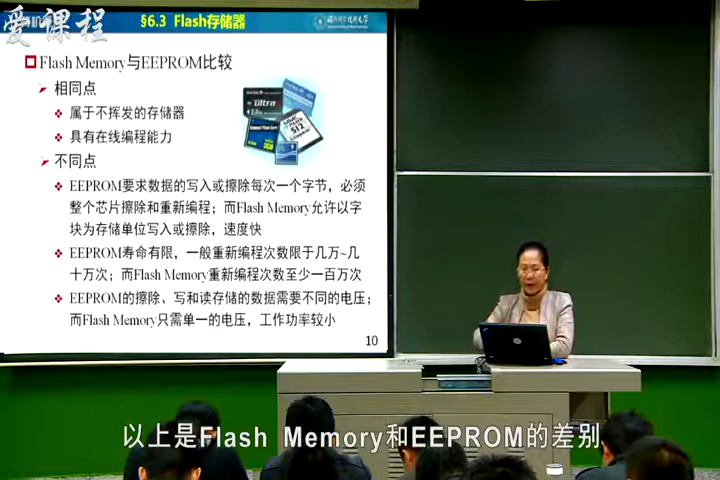 爱课程
§6.3 Flash存储器
Flash Memory与EEPROM比较
相同点
属于不挥发的存储器
具有在线编程能力
不同点
EEPROM要求数据的写入或擦除每次一个字节，必须
整个芯片擦除和重新编程；而Flash Memory允许以字
块为存储单位写入或擦除，速度快
EEPROM寿命有限，一般重新编程次数限于几万~几
十万次；而Flash Memory重新编程次数至少一百万次
EEPROM的擦除、写和读存储的数据需要不同的电压；
而Flash Memory只需单一的电压，工作功率较小
10
以上是Flash Memory和EEPROM的差别